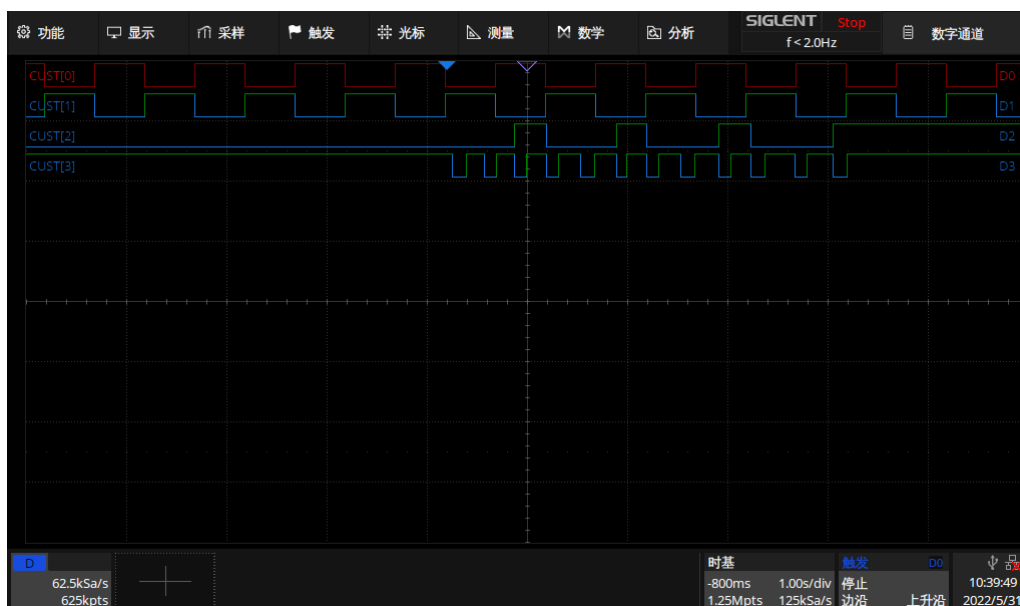 功能 显示 采样 触发 光标 测量 数学 分析 SIGLENT Stop 数字通道
f < 2.0Hz
CUST[0] D0
CUST[1] D1
CUST[2] D2
CUST[3] D3
D 时基 触发 D0
62.5kSa/s -800ms 1.00s/div 停止 10:39:49
625kpts 1.25Mpts 125kSa/s 边沿 上升沿 2022/5/31